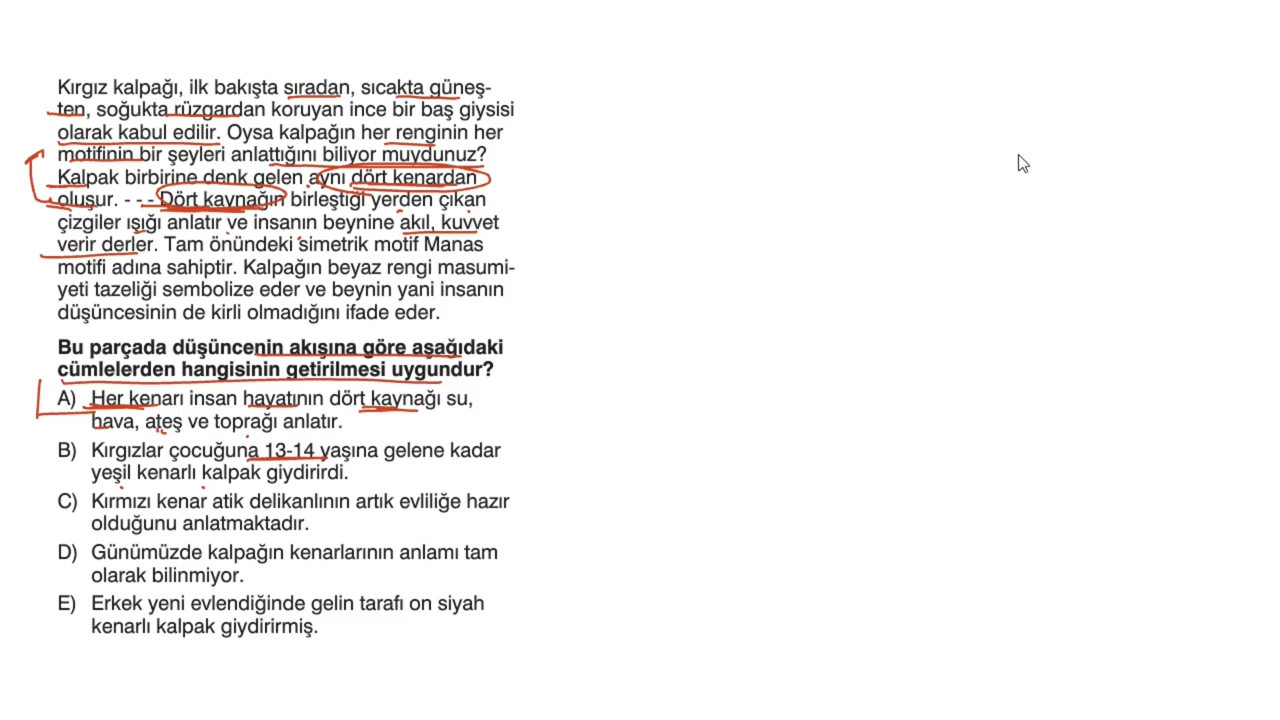 Kırgız kalpağı, ilk bakışta sıradan, sıcakta güneş-
ten, soğukta rüzgardan koruyan ince bir baş giysisi
olarak kabul edilir. Oysa kalpağın her renginin her
motifinin bir şeyleri anlattığını biliyor muydunuz?
Kalpak birbirine denk gelen aynı dört kenardan
oluşur. - - - Dört kaynağın birleştiği yerden çıkan
çizgiler ışığı anlatır ve insanın beynine akıl, kuvvet
verir derler. Tam önündeki simetrik motif Manas
motifi adına sahiptir. Kalpağın beyaz rengi masumi-
yeti tazeliği sembolize eder ve beynin yani insanın
düşüncesinin de kirli olmadığını ifade eder.
Bu parçada düşüncenin akışına göre aşağıdaki
cümlelerden hangisinin getirilmesi uygundur?
A) Her kenarı insan hayatının dört kaynağı su,
hava, ateş ve toprağı anlatır.
B) Kırgızlar çocuğuna 13-14 yaşına gelene kadar
yeşil kenarlı kalpak giydirirdi.
C) Kırmızı kenar atik delikanlının artık evliliğe hazır
olduğunu anlatmaktadır.
D) Günümüzde kalpağın kenarlarının anlamı tam
olarak bilinmiyor.
E) Erkek yeni evlendiğinde gelin tarafı on siyah
kenarlı kalpak giydirirmiş.